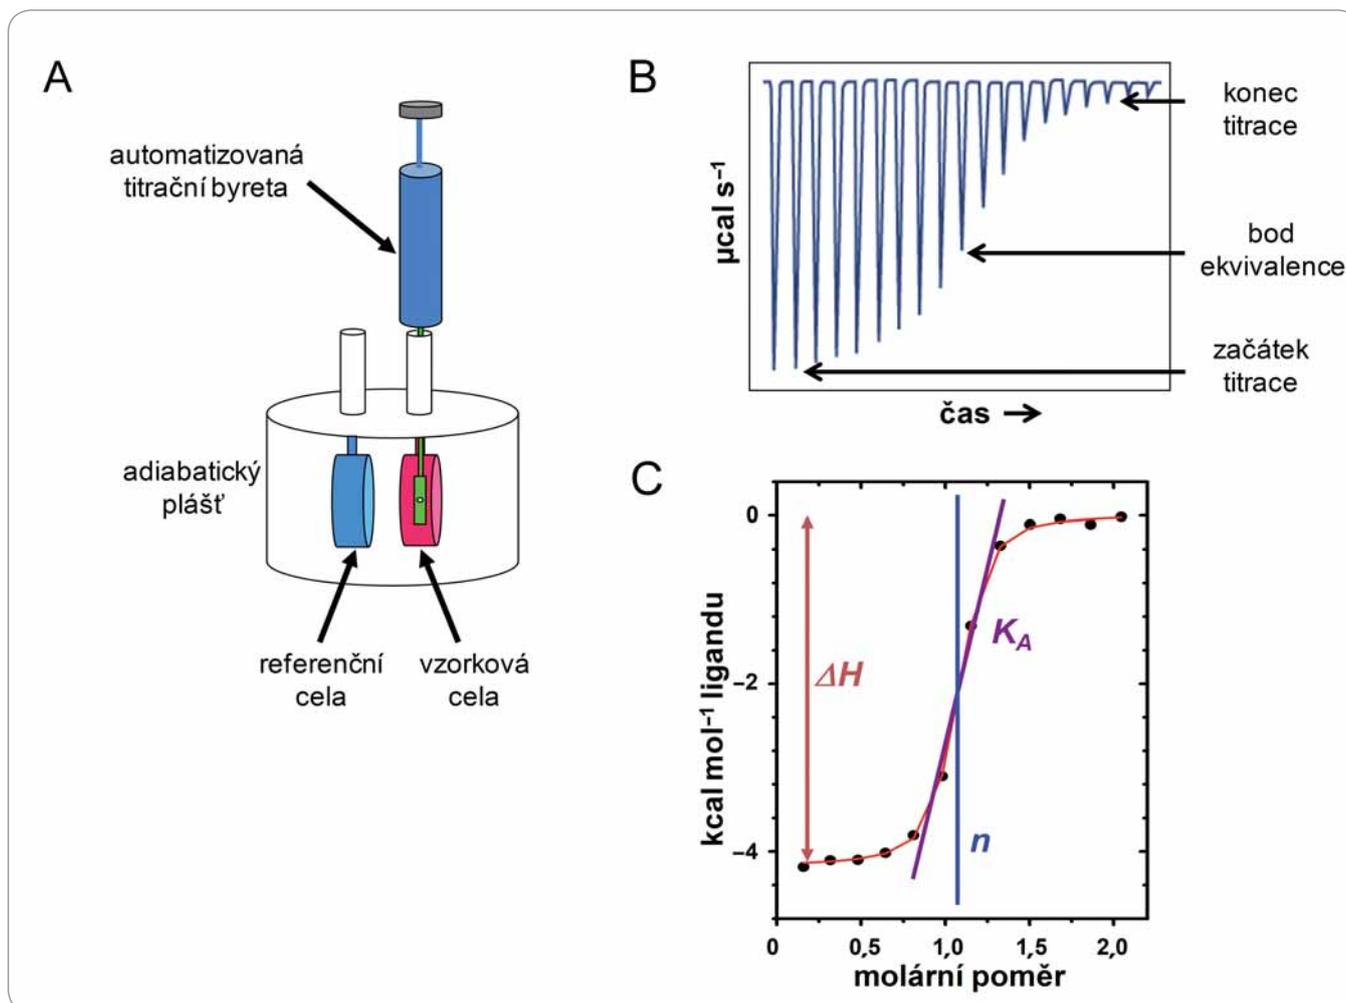 A
automatizovaná
titrační byreta
adiabatický
plášť
referenční
cela
vzorková
cela
B
µcal s⁻¹
čas →
konec
titrace
bod
ekvivalence
začátek
titrace
C
kcal mol⁻¹ ligandu
0
−2
−4
ΔH
K_A
n
0
0,5
1,0
1,5
2,0
molární poměr